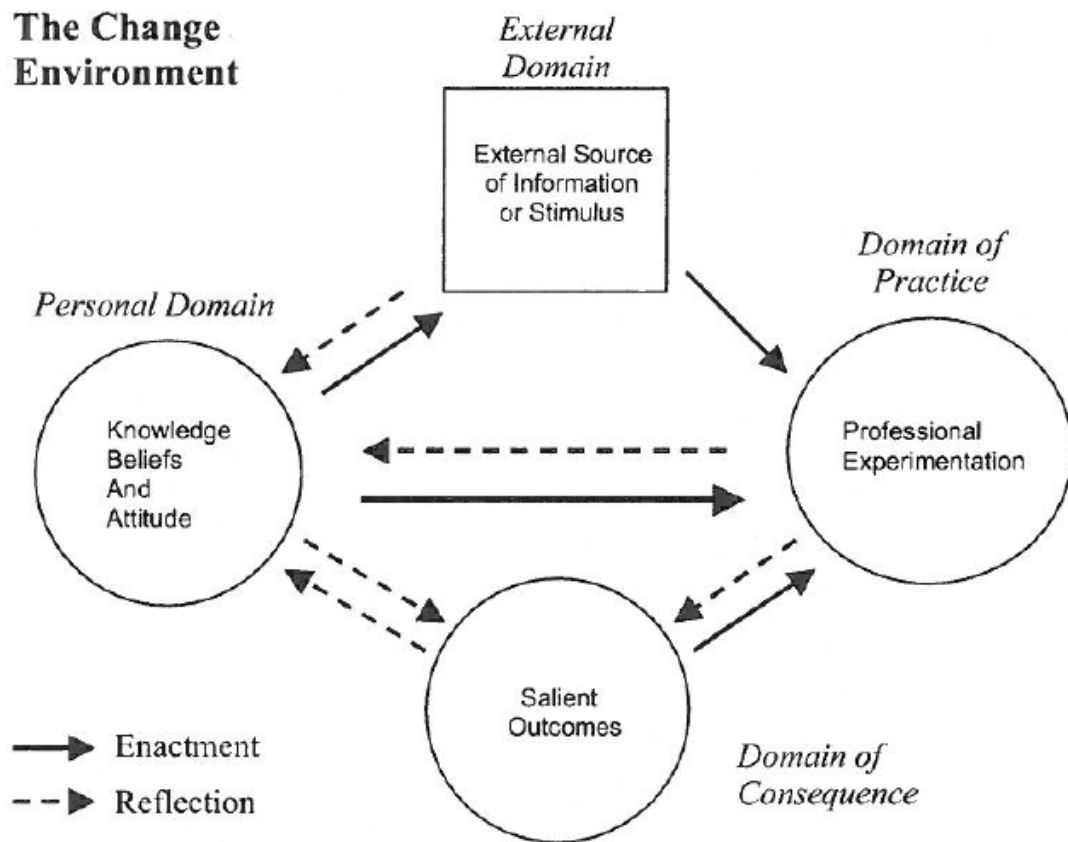 The Change
Environment
External
Domain
External Source
of Information
or Stimulus
Domain of
Practice
Personal Domain
Knowledge
Beliefs
And
Attitude
Professional
Experimentation
Salient
Outcomes
Enactment
Reflection
Domain of
Consequence